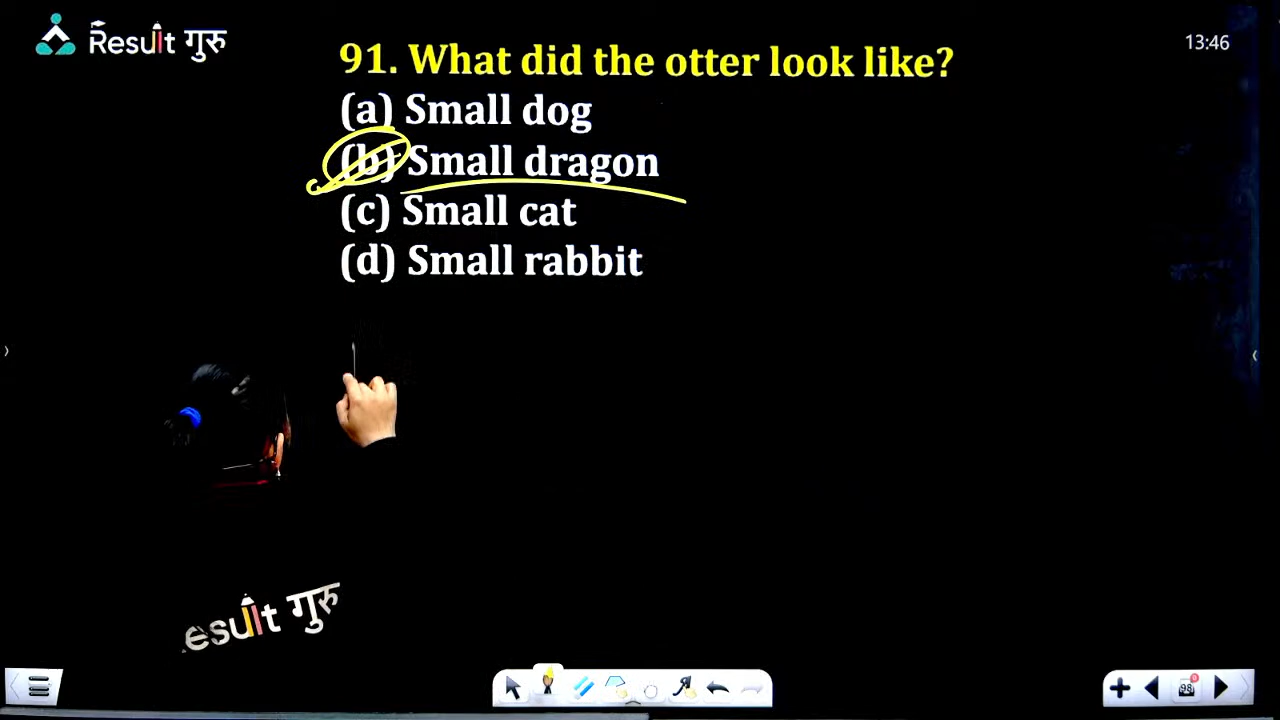 Result गुरु
13:46
91. What did the otter look like?
(a) Small dog
(b) Small dragon
(c) Small cat
(d) Small rabbit
esult गुरु
98